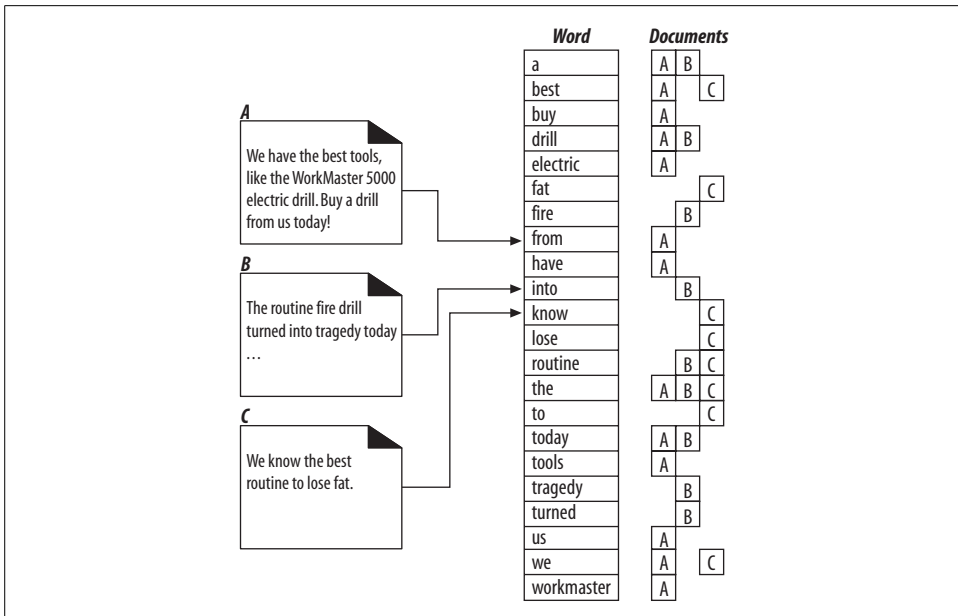 A
We have the best tools,
like the WorkMaster 5000
electric drill. Buy a drill
from us today!
B
The routine fire drill
turned into tragedy today
…
C
We know the best
routine to lose fat.
Word Documents
a A B
best A C
buy A
drill A B
electric A
fat C
fire B
from A
have A
into B
know C
lose C
routine B C
the A B C
to C
today A B
tools A
tragedy B
turned B
us A
we A C
workmaster A